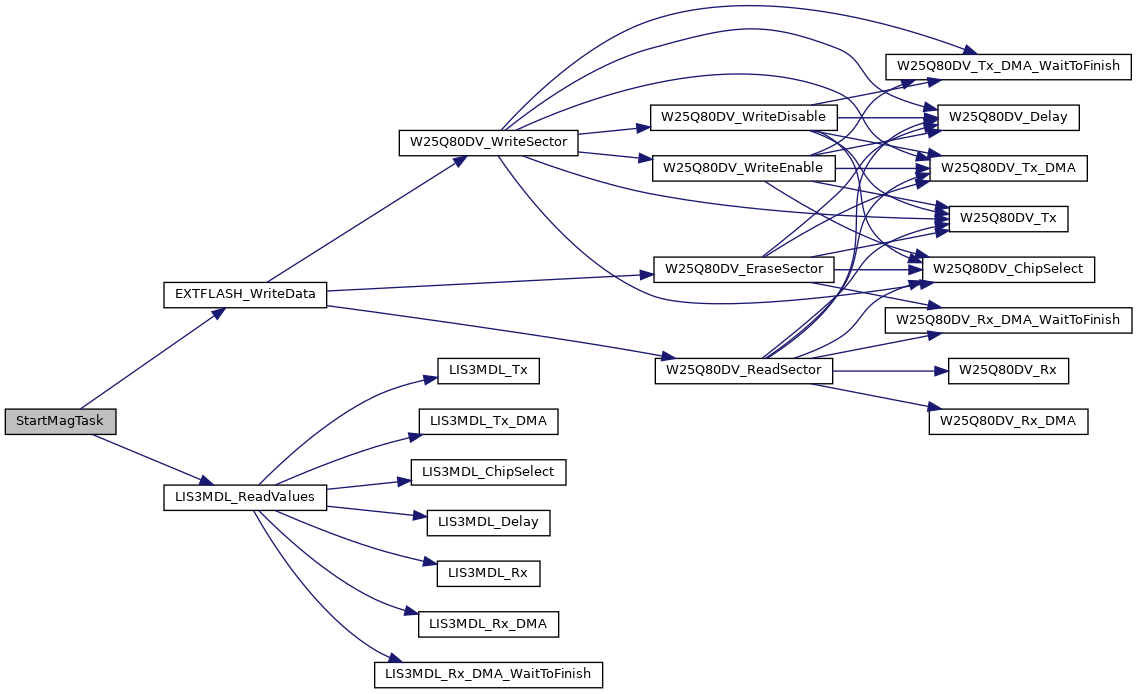 StartMagTask
EXTFLASH_WriteData
LIS3MDL_ReadValues
W25Q80DV_WriteSector
W25Q80DV_WriteDisable
W25Q80DV_WriteEnable
W25Q80DV_EraseSector
W25Q80DV_ReadSector
W25Q80DV_Tx_DMA_WaitToFinish
W25Q80DV_Delay
W25Q80DV_Tx_DMA
W25Q80DV_Tx
W25Q80DV_ChipSelect
W25Q80DV_Rx_DMA_WaitToFinish
W25Q80DV_Rx
W25Q80DV_Rx_DMA
LIS3MDL_Tx
LIS3MDL_Tx_DMA
LIS3MDL_ChipSelect
LIS3MDL_Delay
LIS3MDL_Rx
LIS3MDL_Rx_DMA
LIS3MDL_Rx_DMA_WaitToFinish